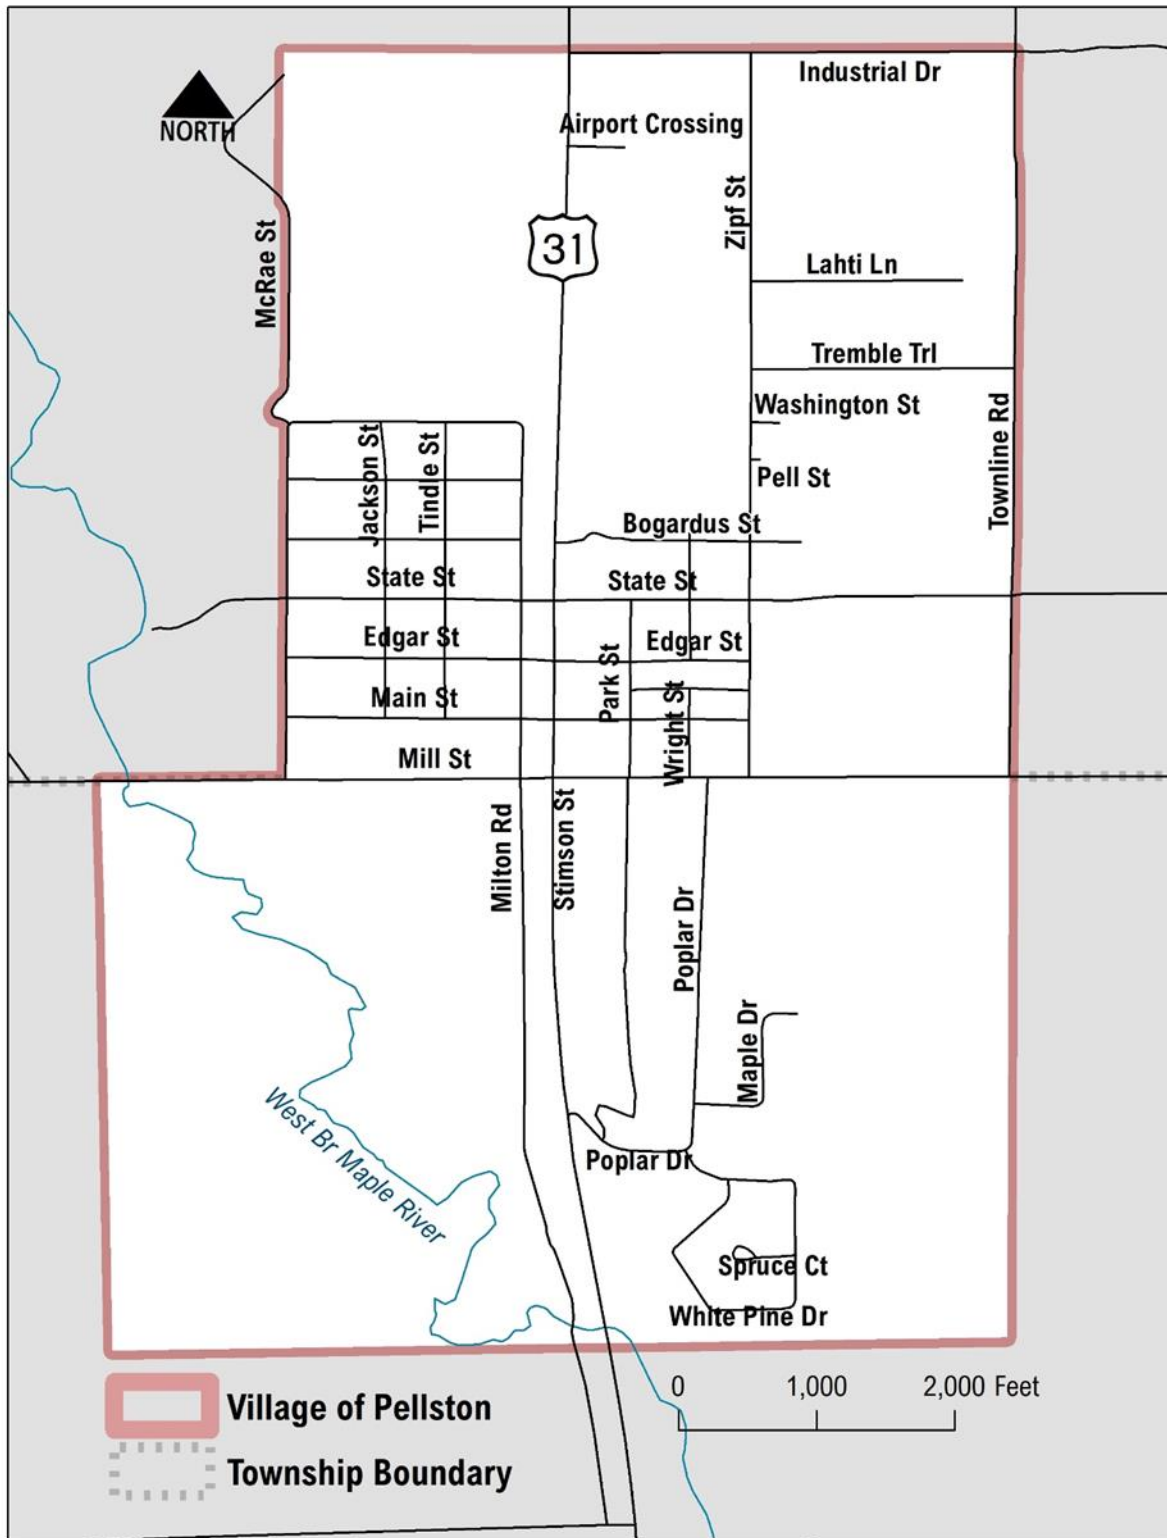 Industrial Dr
NORTH
Airport Crossing
Zipf St
McRae St
31
Lahti Ln
Tremble Trl
Washington St
Townline Rd
Jackson St
Tindle St
Pell St
Bogardus St
State St
State St
Edgar St
Edgar St
Park St
Main St
Wright St
Mill St
Milton Rd
Stimson St
Poplar Dr
Maple Dr
West Br Maple River
Poplar Dr
Spruce Ct
White Pine Dr
0 1,000 2,000 Feet
Village of Pellston
Township Boundary